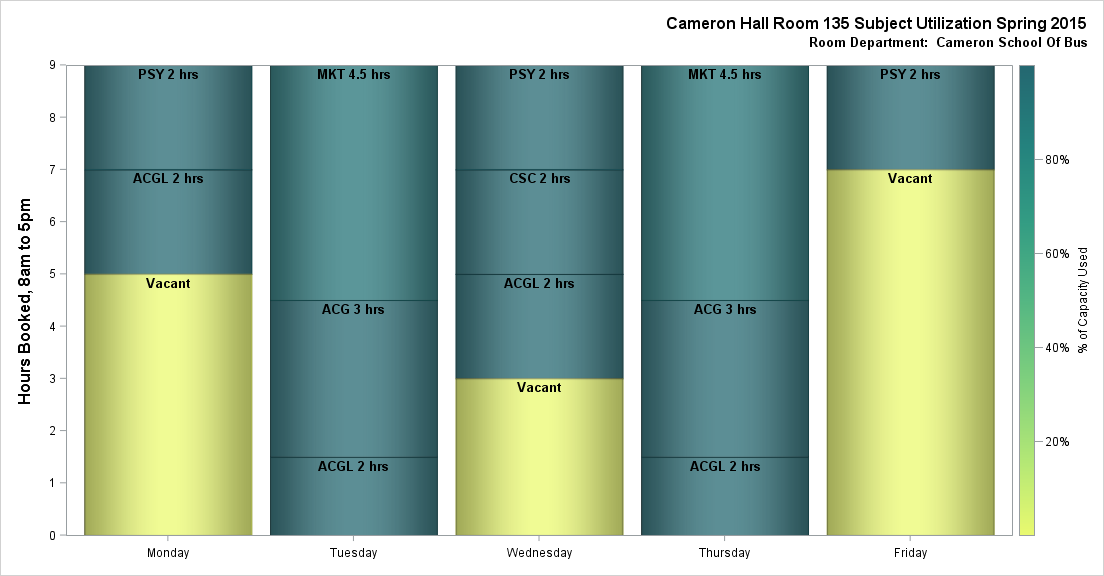 Cameron Hall Room 135 Subject Utilization Spring 2015
Room Department: Cameron School Of Bus
Hours Booked, 8am to 5pm
9
8
7
6
5
4
3
2
1
0
PSY 2 hrs
ACGL 2 hrs
Vacant
MKT 4.5 hrs
ACG 3 hrs
ACGL 2 hrs
PSY 2 hrs
CSC 2 hrs
ACGL 2 hrs
Vacant
MKT 4.5 hrs
ACG 3 hrs
ACGL 2 hrs
PSY 2 hrs
Vacant
Monday
Tuesday
Wednesday
Thursday
Friday
80%
60%
40%
20%
% of Capacity Used